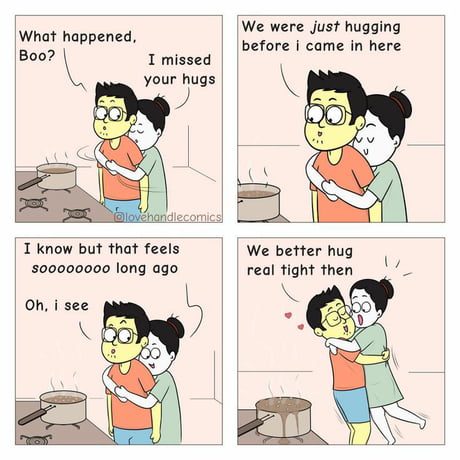 What happened,
Boo?
I missed
your hugs
@lovehandlecomics
We were just hugging
before i came in here
I know but that feels
sooooooooo long ago
Oh, i see
We better hug
real tight then